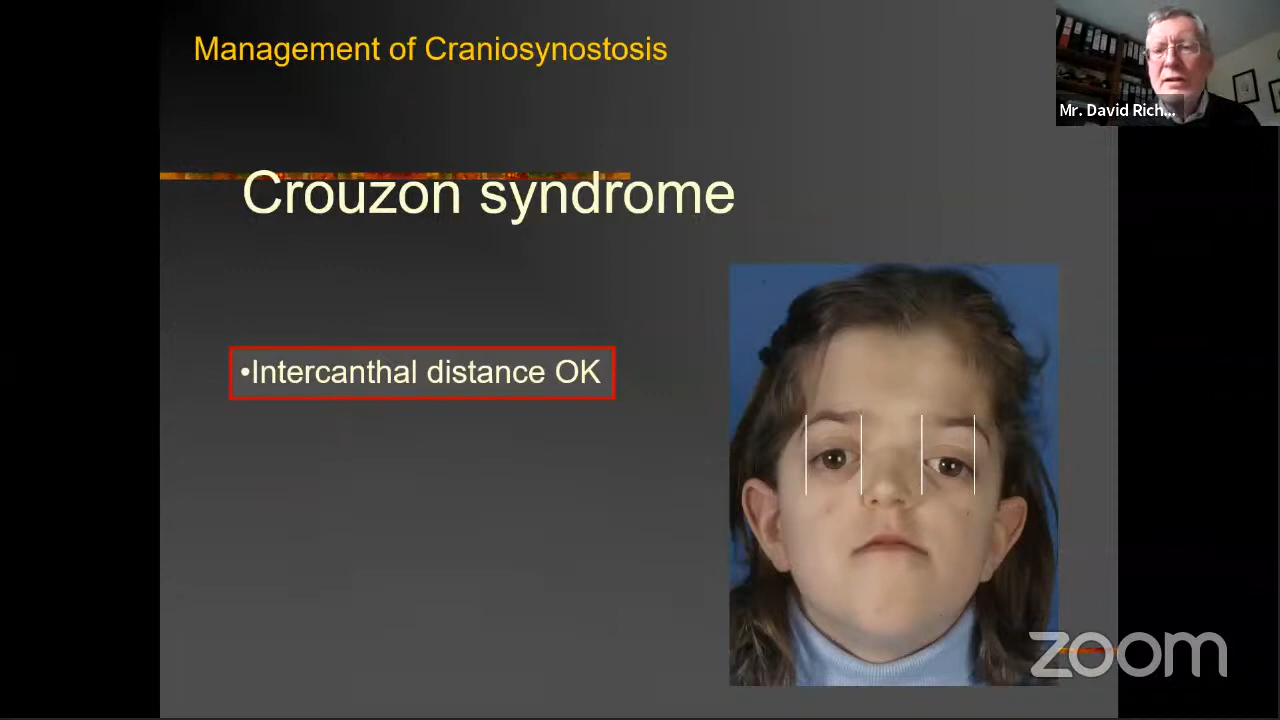 Management of Craniosynostosis
Mr. David Rich...
Crouzon syndrome
•Intercanthal distance OK
zoom